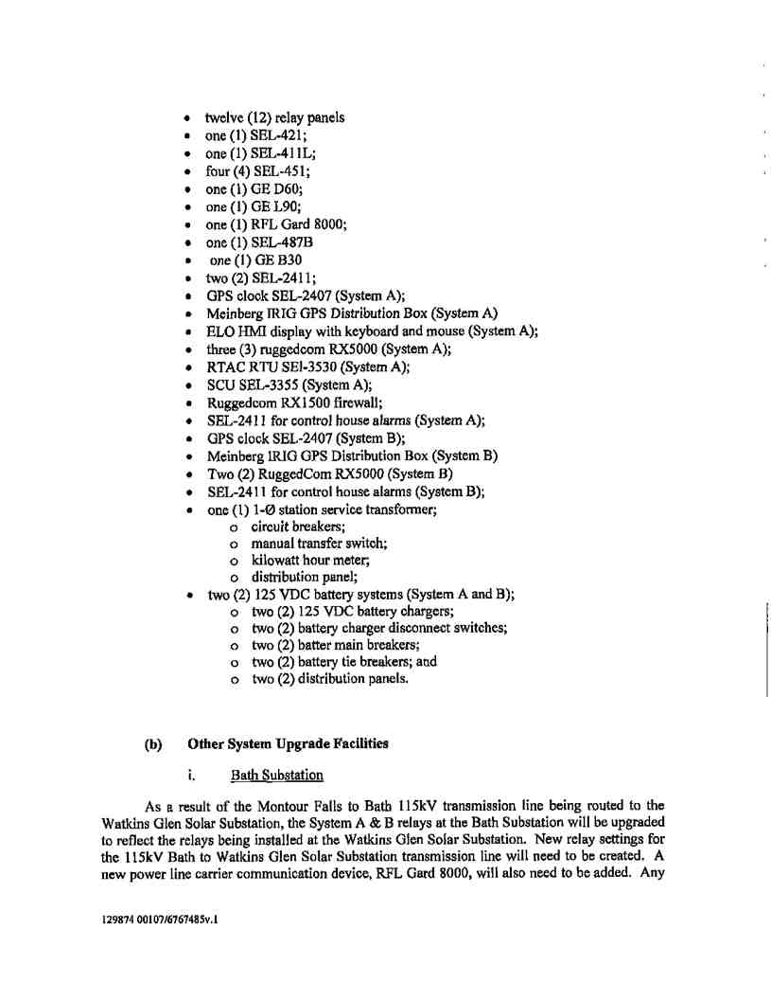 • twelve (12) relay panels
• one (1) SEL-421;
• one (1) SEL-411L;
• four (4) SEL-451;
• one (1) GE D60;
• one (1) GE L90;
• one (1) RFL Gard 8000;
• one (1) SEL-487B
• one (1) GE B30
• two (2) SEL-2411;
• GPS clock SEL-2407 (System A);
• Meinberg IRIG GPS Distribution Box (System A)
• ELO HMI display with keyboard and mouse (System A);
• three (3) ruggedcom RX5000 (System A);
• RTAC RTU SEl-3530 (System A);
• SCU SEL-3355 (System A);
• Ruggedcom RX1500 firewall;
• SEL-2411 for control house alarms (System A);
• GPS clock SEL-2407 (System B);
• Meinberg IRIG GPS Distribution Box (System B)
• Two (2) RuggedCom RX5000 (System B)
• SEL-2411 for control house alarms (System B);
• one (1) 1-Ø station service transformer;
o circuit breakers;
o manual transfer switch;
o kilowatt hour meter;
o distribution panel;
• two (2) 125 VDC battery systems (System A and B);
o two (2) 125 VDC battery chargers;
o two (2) battery charger disconnect switches;
o two (2) batter main breakers;
o two (2) battery tie breakers; and
o two (2) distribution panels.
(b) Other System Upgrade Facilities
i. Bath Substation
As a result of the Montour Falls to Bath 115kV transmission line being routed to the
Watkins Glen Solar Substation, the System A & B relays at the Bath Substation will be upgraded
to reflect the relays being installed at the Watkins Glen Solar Substation. New relay settings for
the 115kV Bath to Watkins Glen Solar Substation transmission line will need to be created. A
new power line carrier communication device, RFL Gard 8000, will also need to be added. Any
129874 00107/6767485v.1